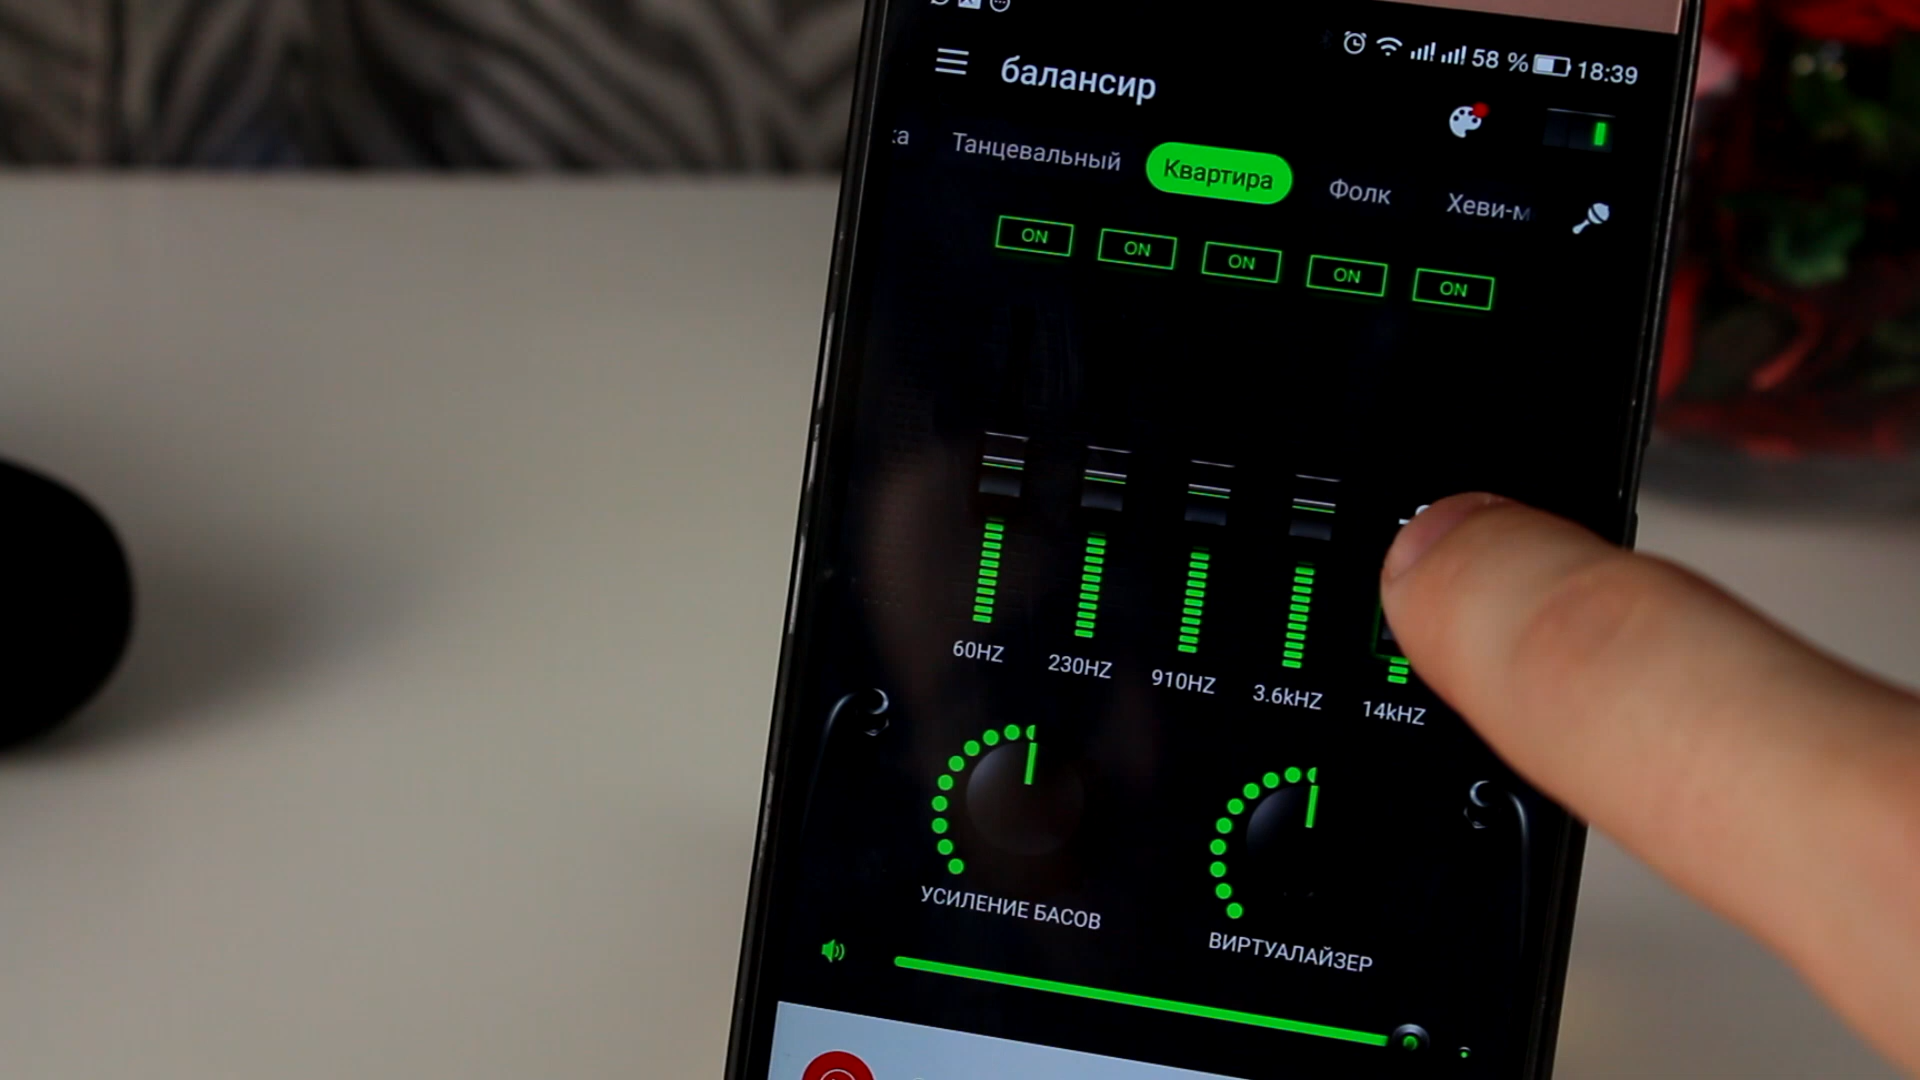 58 % 18:39
балансир
ка Танцевальный Квартира Фолк Хеви-м
ON ON ON ON ON
60HZ 230HZ 910HZ 3.6kHZ 14kHZ
УСИЛЕНИЕ БАСОВ ВИРТУАЛАЙЗЕР